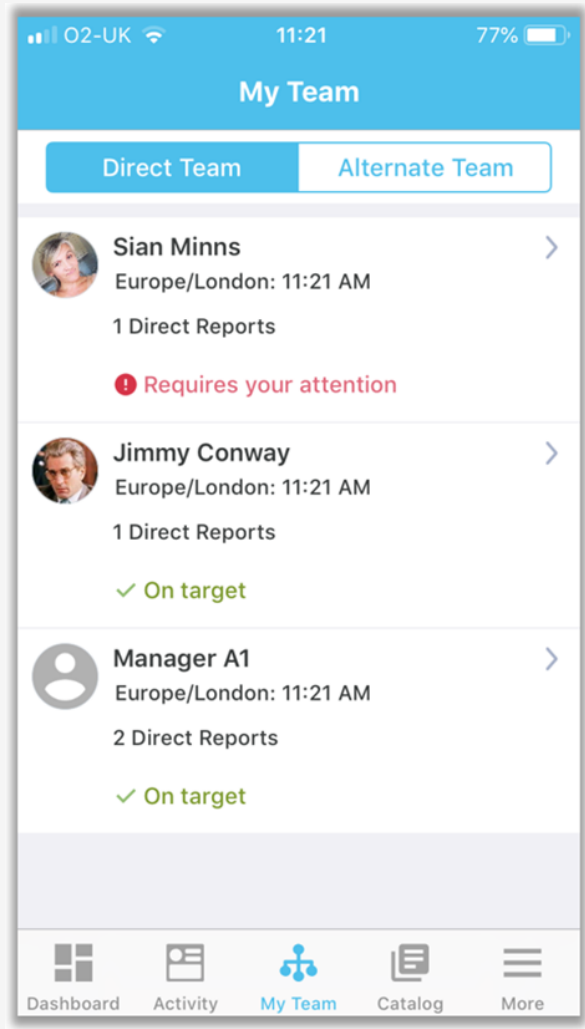 O2-UK 11:21 77%
My Team
Direct Team Alternate Team
Sian Minns
Europe/London: 11:21 AM
1 Direct Reports
Requires your attention
Jimmy Conway
Europe/London: 11:21 AM
1 Direct Reports
On target
Manager A1
Europe/London: 11:21 AM
2 Direct Reports
On target
Dashboard Activity My Team Catalog More